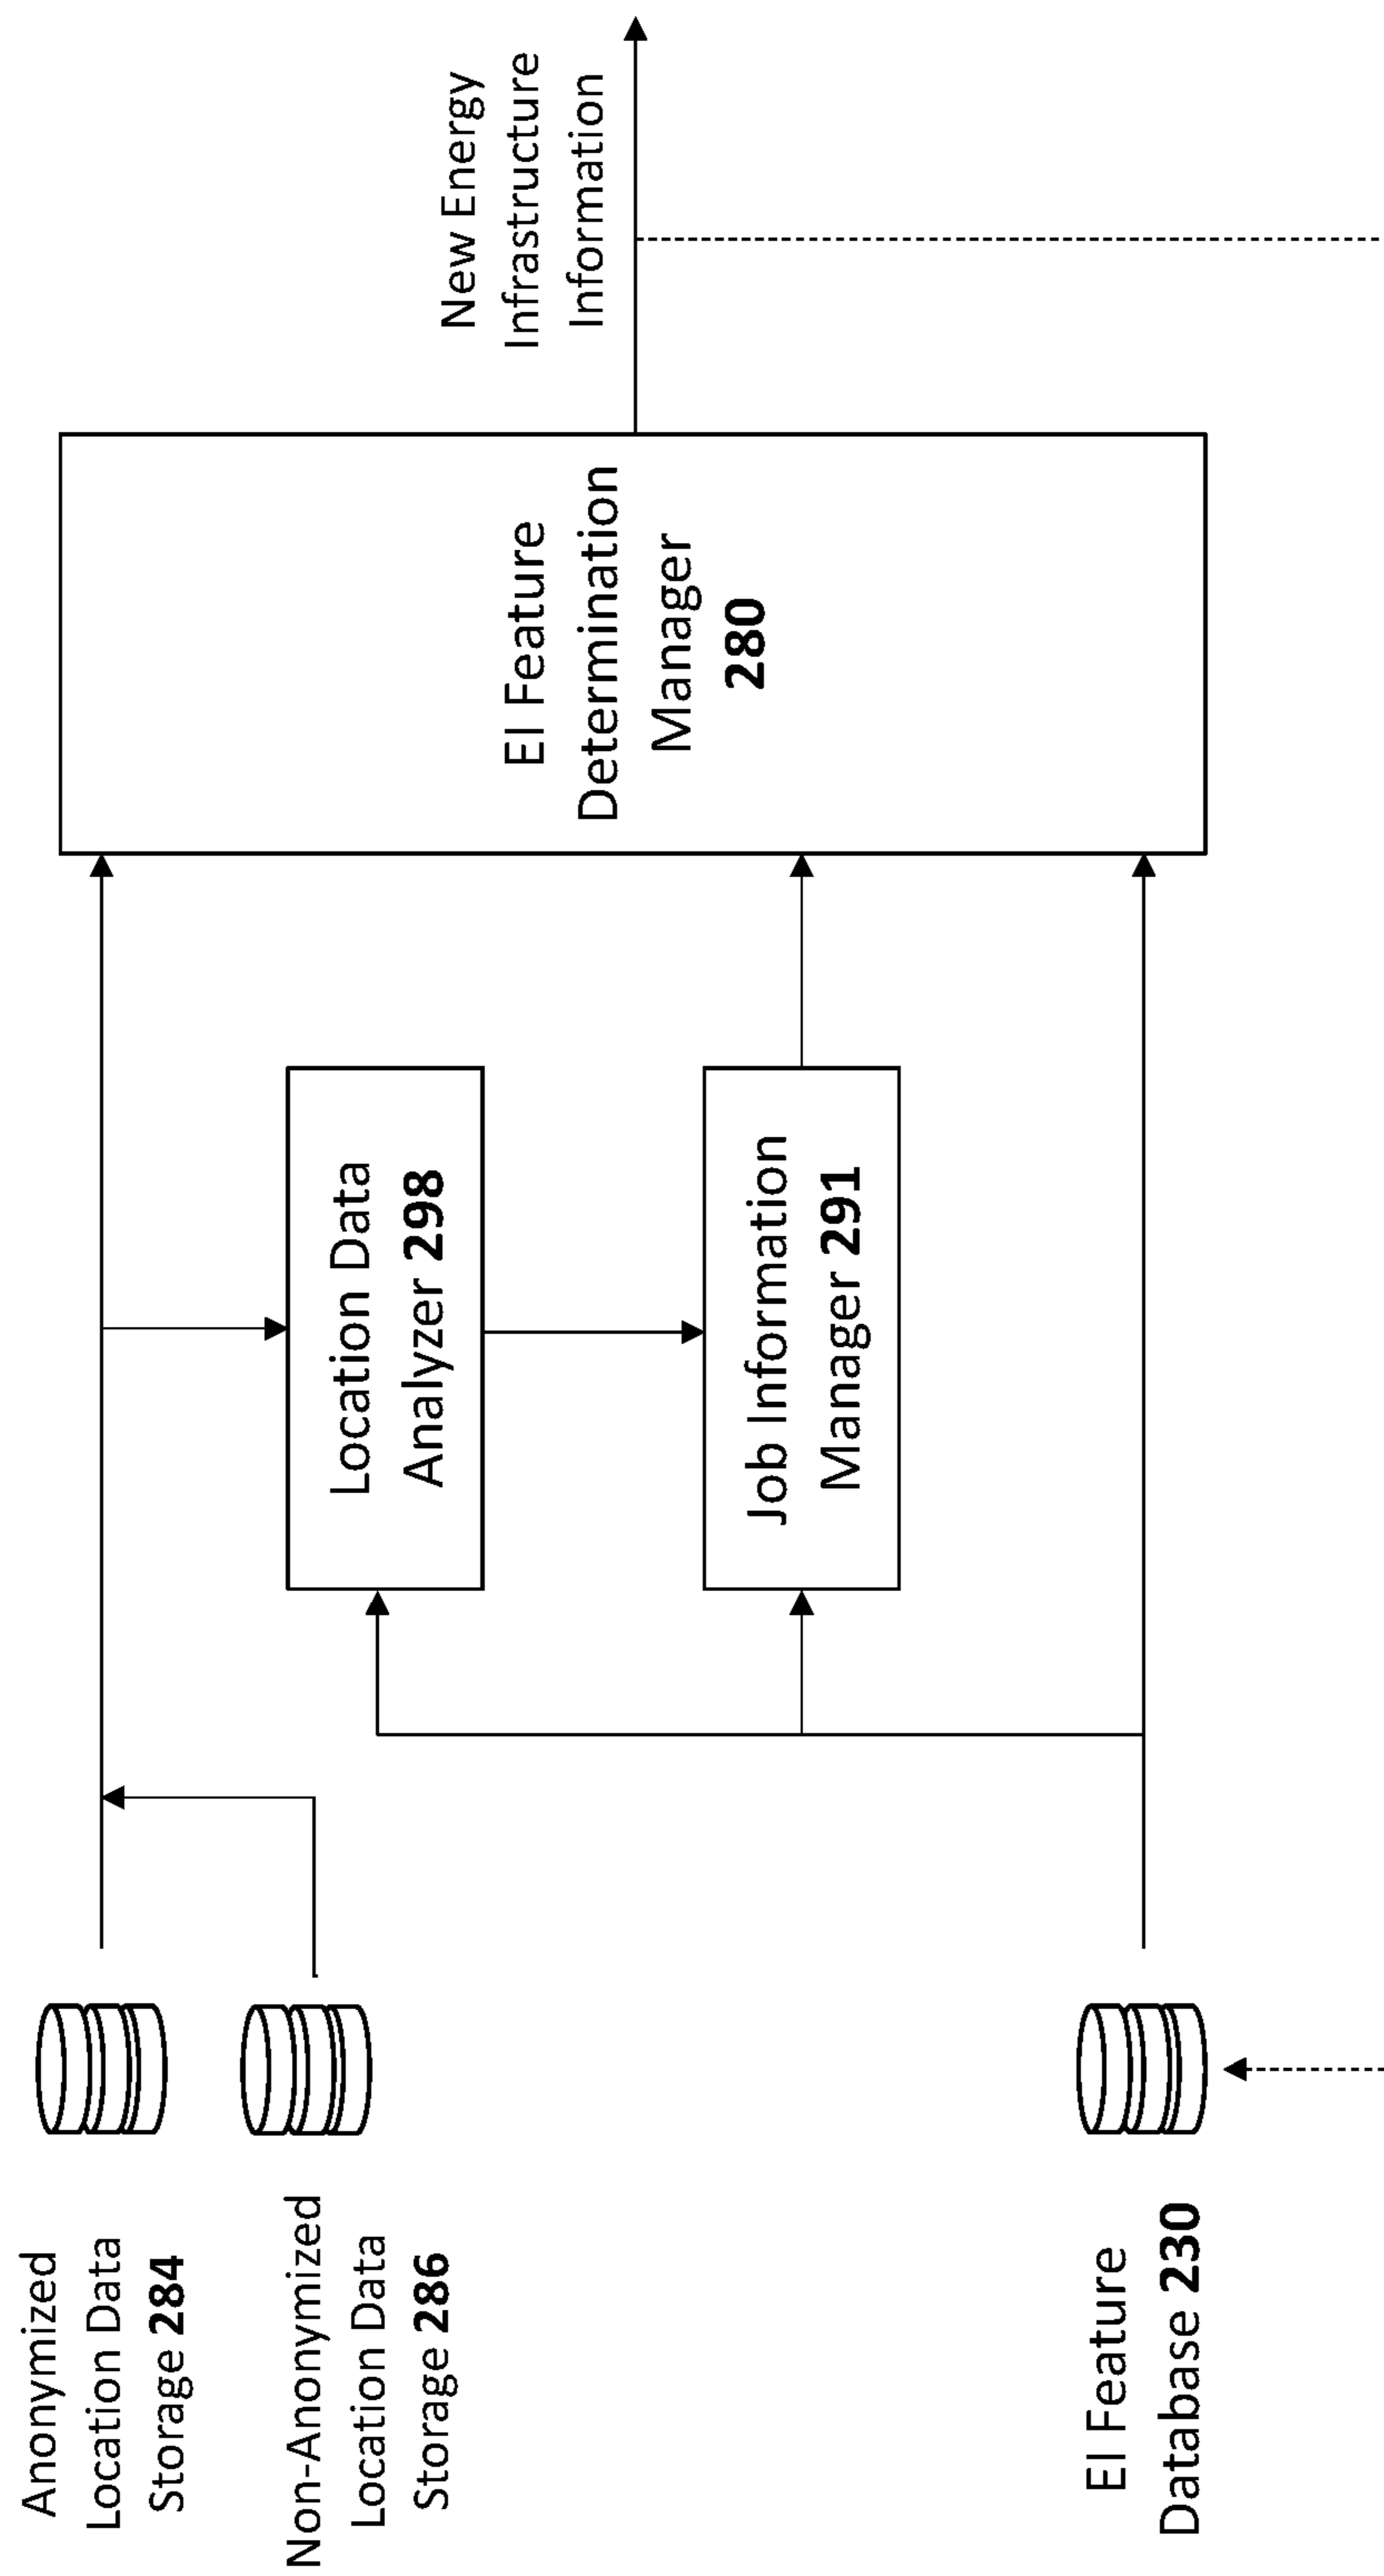 Anonymized
Location Data
Storage 284
Non-Anonymized
Location Data
Storage 286
EI Feature
Database 230
Location Data
Analyzer 298
Job Information
Manager 291
EI Feature
Determination
Manager
280
New Energy
Infrastructure
Information